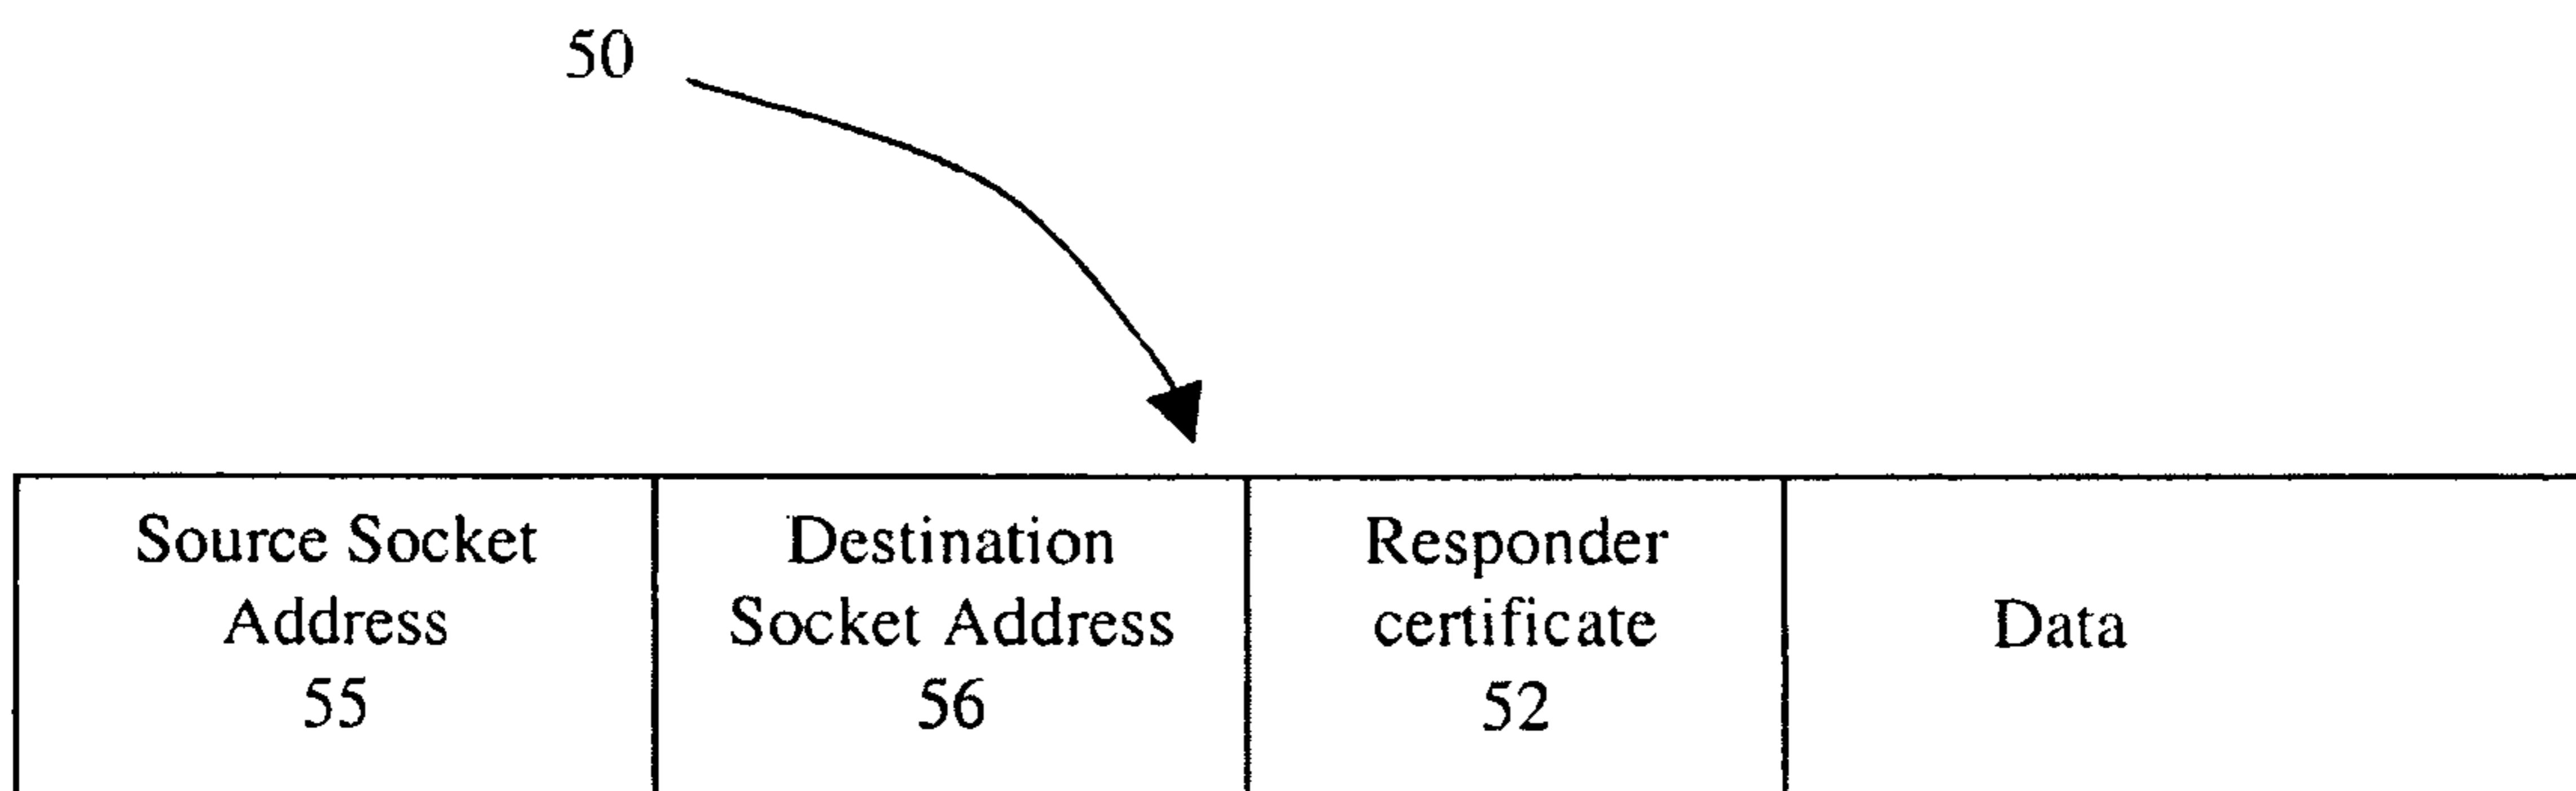 50
Source Socket
Address
55
Destination
Socket Address
56
Responder
certificate
52
Data